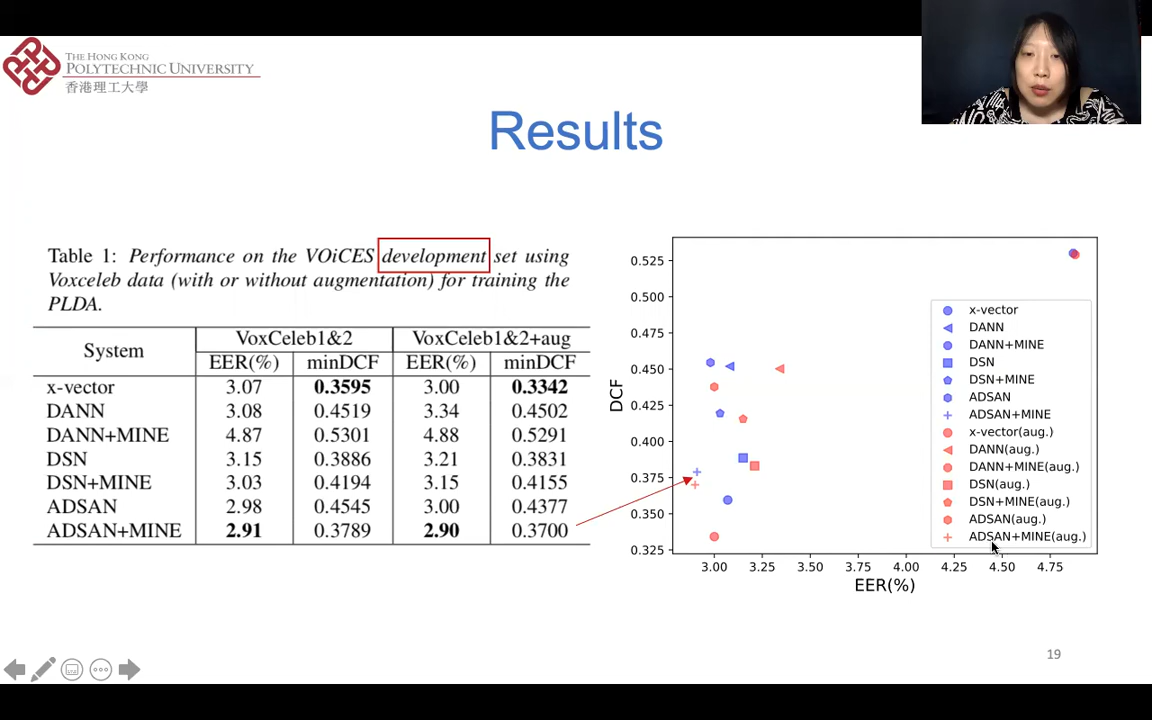 THE HONG KONG
POLYTECHNIC UNIVERSITY
香港理工大學
Results
Table 1: Performance on the VOiCES development set using
Voxceleb data (with or without augmentation) for training the
PLDA.
System VoxCeleb1&2 VoxCeleb1&2+aug
EER(%) minDCF EER(%) minDCF
x-vector 3.07 0.3595 3.00 0.3342
DANN 3.08 0.4519 3.34 0.4502
DANN+MINE 4.87 0.5301 4.88 0.5291
DSN 3.15 0.3886 3.21 0.3831
DSN+MINE 3.03 0.4194 3.15 0.4155
ADSAN 2.98 0.4545 3.00 0.4377
ADSAN+MINE 2.91 0.3789 2.90 0.3700
DCF
0.525
0.500
0.475
0.450
0.425
0.400
0.375
0.350
0.325
x-vector
DANN
DANN+MINE
DSN
DSN+MINE
ADSAN
ADSAN+MINE
x-vector(aug.)
DANN(aug.)
DANN+MINE(aug.)
DSN(aug.)
DSN+MINE(aug.)
ADSAN(aug.)
ADSAN+MINE(aug.)
3.00 3.25 3.50 3.75 4.00 4.25 4.50 4.75
EER(%)
19